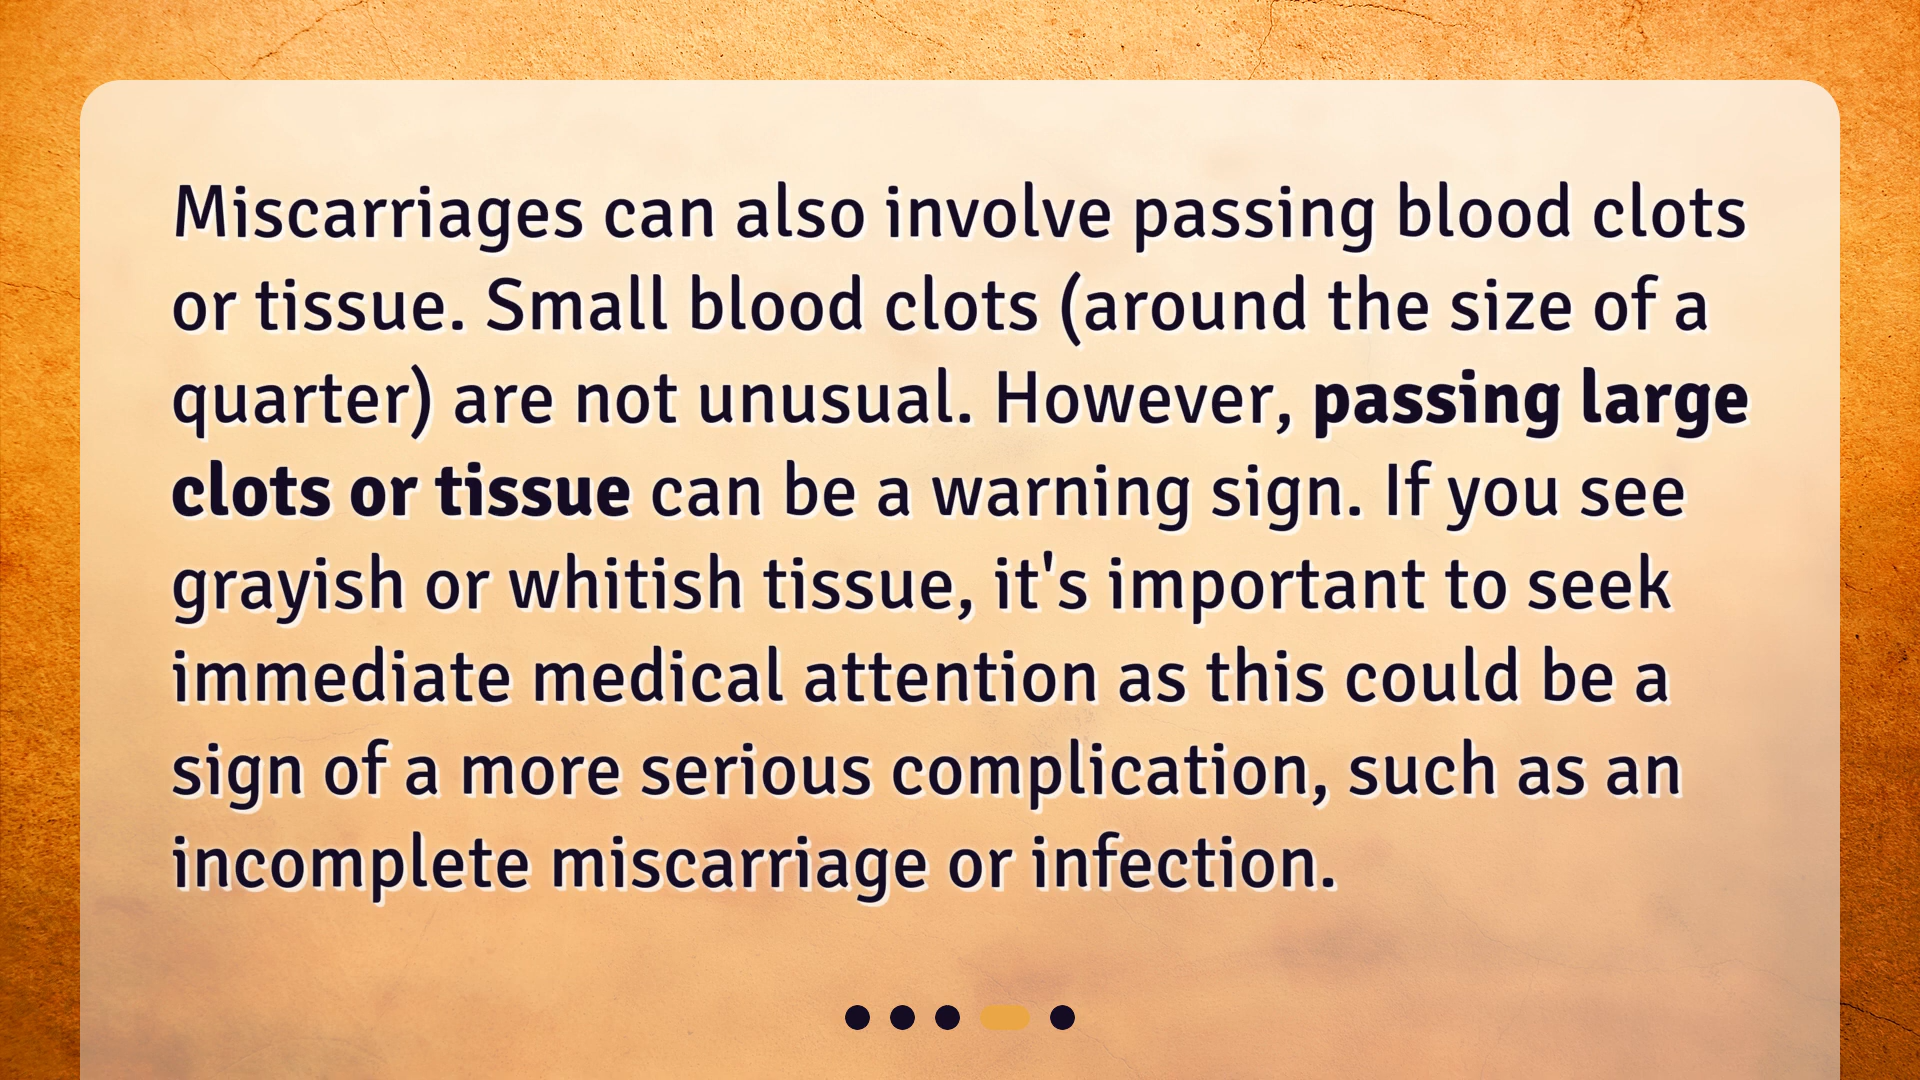 Miscarriages can also involve passing blood clots
or tissue. Small blood clots (around the size of a
quarter) are not unusual. However, passing large
clots or tissue can be a warning sign. If you see
grayish or whitish tissue, it's important to seek
immediate medical attention as this could be a
sign of a more serious complication, such as an
incomplete miscarriage or infection.